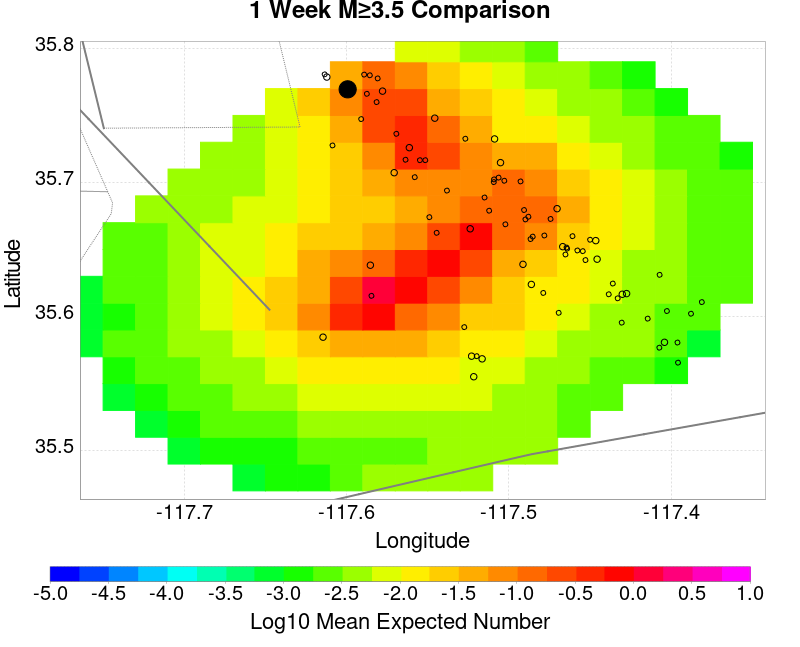 1 Week M≥3.5 Comparison
35.8
35.7
35.6
35.5
Latitude
-117.7 -117.6 -117.5 -117.4
Longitude
-5.0 -4.5 -4.0 -3.5 -3.0 -2.5 -2.0 -1.5 -1.0 -0.5 0.0 0.5 1.0
Log10 Mean Expected Number